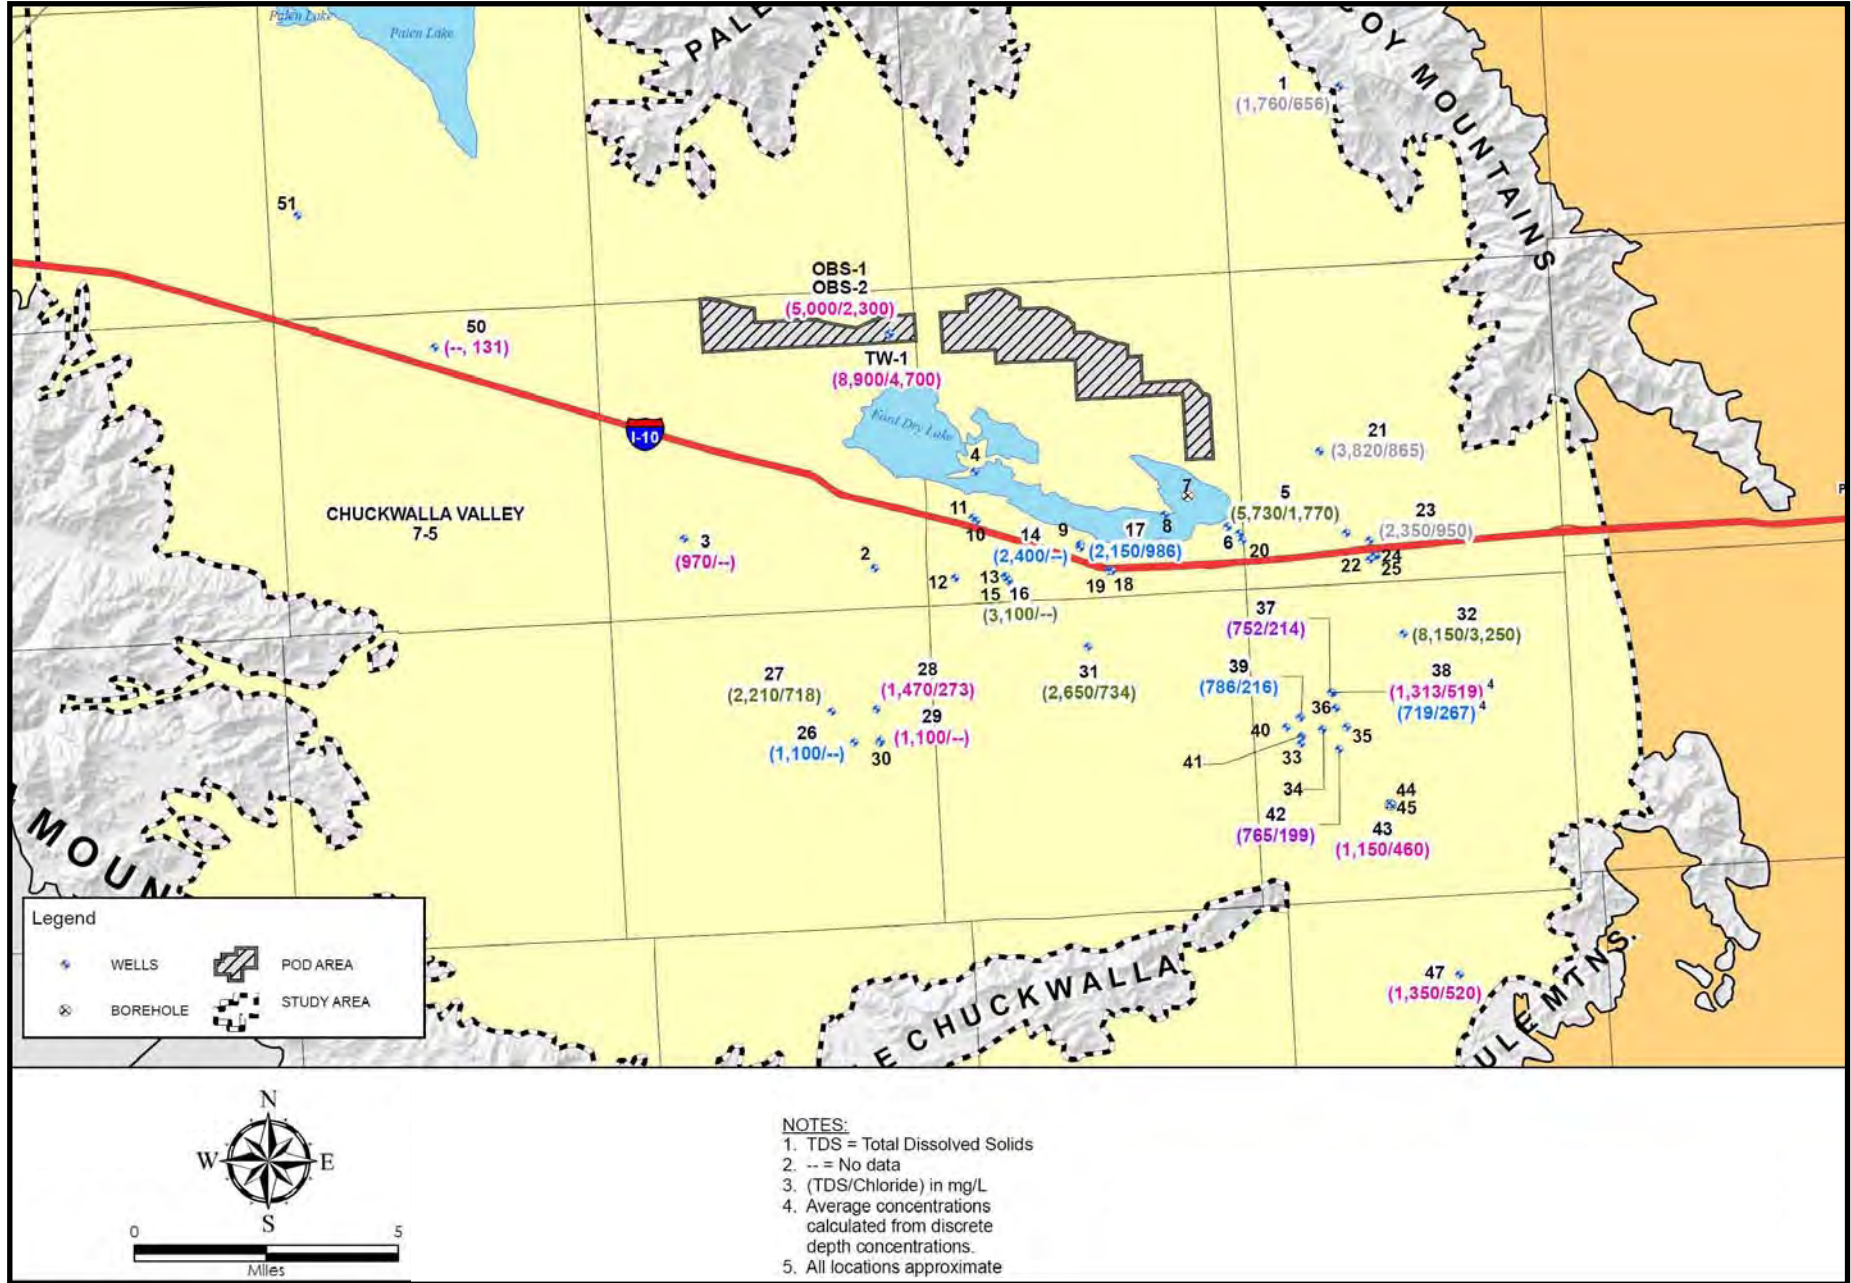 Palen Lake
Palen Lake
PALE
COY MOUNTAINS
1
(1,760/656)
51
OBS-1
OBS-2
(5,000/2,300)
50
(--, 131)
TW-1
(8,900/4,700)
I-10
Ford Dry Lake
4
21
(3,820/865)
7
5
(5,730/1,770)
CHUCKWALLA VALLEY
7-5
11
10
14
(2,400/--)
9
17
(2,150/986)
8
6
20
23
(2,350/950)
3
(970/--)
2
12
13
15
16
(3,100/--)
19
18
22
24
25
37
(752/214)
32
(8,150/3,250)
27
(2,210/718)
28
(1,470/273)
31
(2,650/734)
39
(786/216)
38
(1,313/519) 4
(719/267) 4
26
(1,100/--)
29
(1,100/--)
30
36
40
35
41
33
34
44
45
42
(765/199)
43
(1,150/460)
MOUN
47
(1,350/520)
E CHUCKWALLA
ULE MTNS.
P
Legend
WELLS
POD AREA
BOREHOLE
STUDY AREA
N
W
E
S
0
5
Miles
NOTES:
1. TDS = Total Dissolved Solids
2. -- = No data
3. (TDS/Chloride) in mg/L
4. Average concentrations
calculated from discrete
depth concentrations.
5. All locations approximate